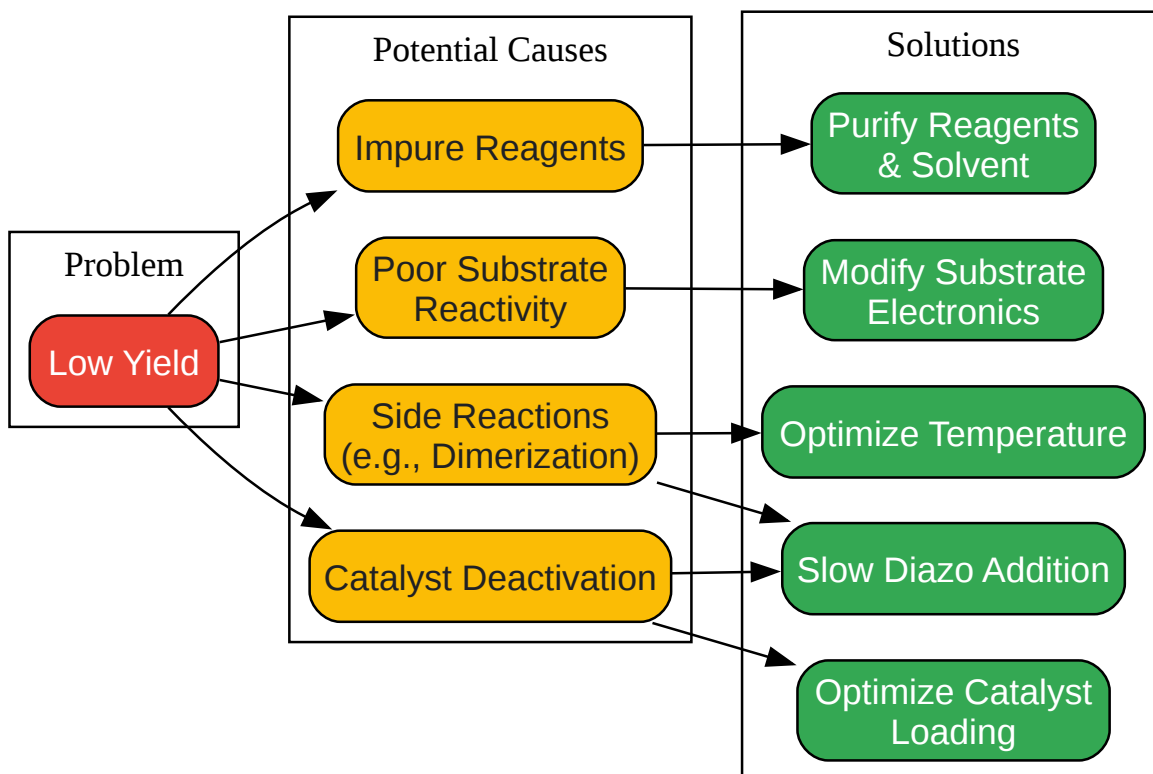 Problem
Low Yield
Potential Causes
Impure Reagents
Poor Substrate
Reactivity
Side Reactions
(e.g., Dimerization)
Catalyst Deactivation
Solutions
Purify Reagents
& Solvent
Modify Substrate
Electronics
Optimize Temperature
Slow Diazo Addition
Optimize Catalyst
Loading